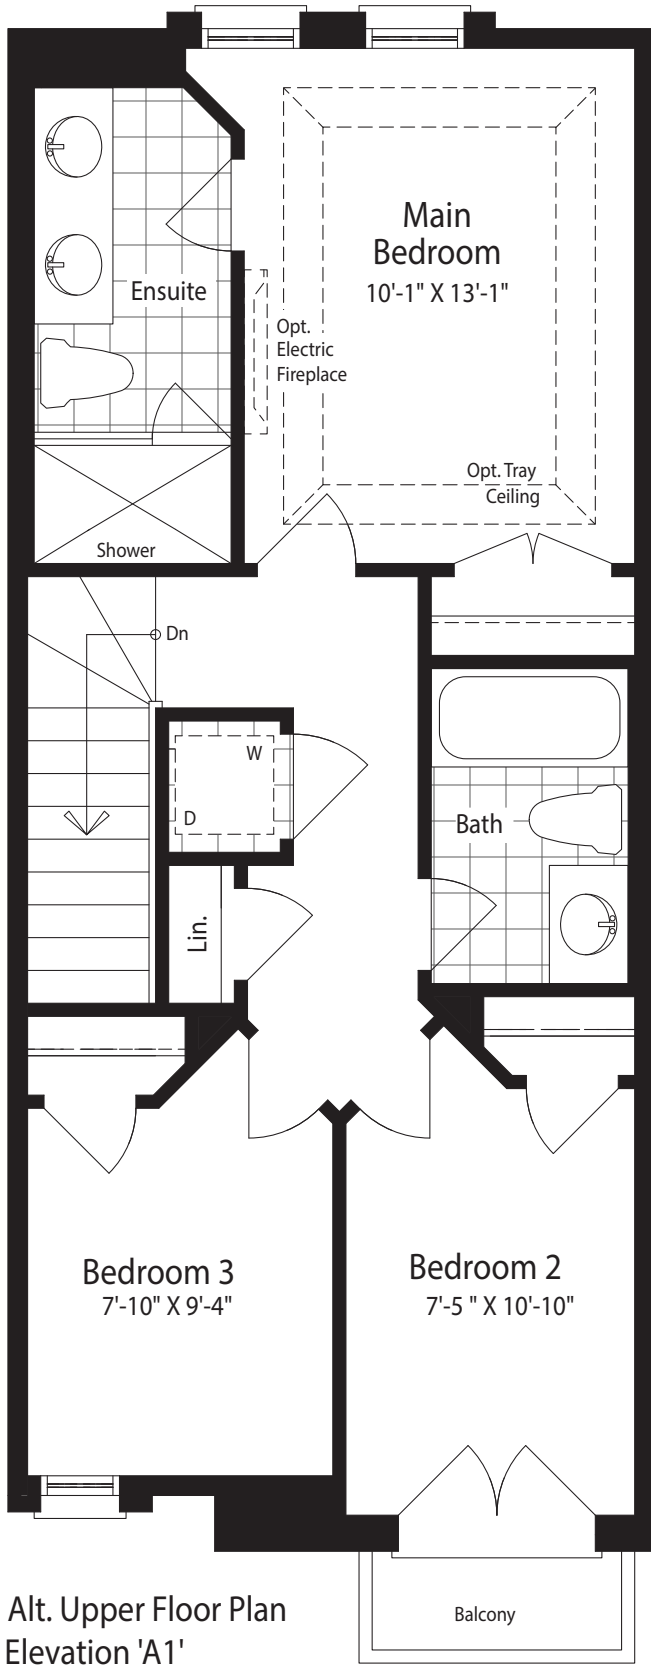 Main
Bedroom
10'-1" X 13'-1"
Ensuite
Opt.
Electric
Fireplace
Opt. Tray
Ceiling
Shower
Dn
W
D
Bath
Lin.
Bedroom 3
7'-10" X 9'-4"
Bedroom 2
7'-5 " X 10'-10"
Balcony
Alt. Upper Floor Plan
Elevation 'A1'